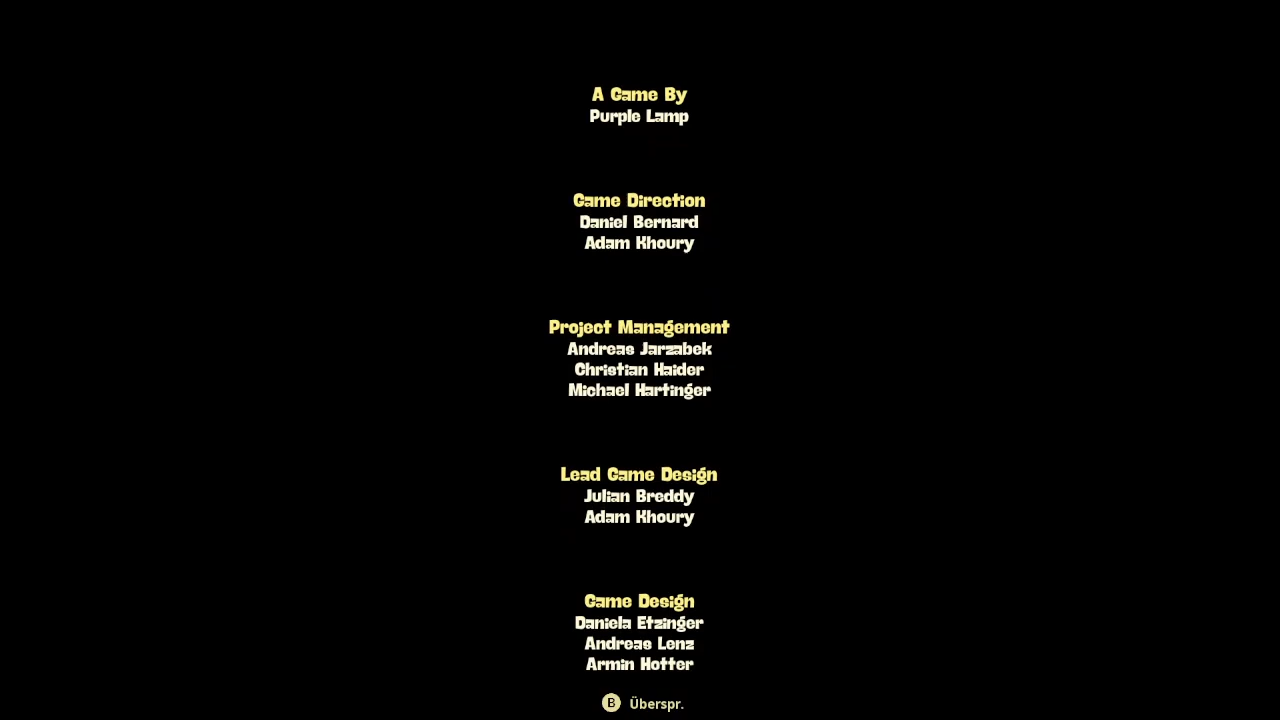 A Game By
Purple Lamp
Game Direction
Daniel Bernard
Adam Khoury
Project Management
Andreas Jarzabek
Christian Haider
Michael Hartinger
Lead Game Design
Julian Breddy
Adam Khoury
Game Design
Daniela Etzinger
Andreas Lenz
Armin Hotter
B Überspr.